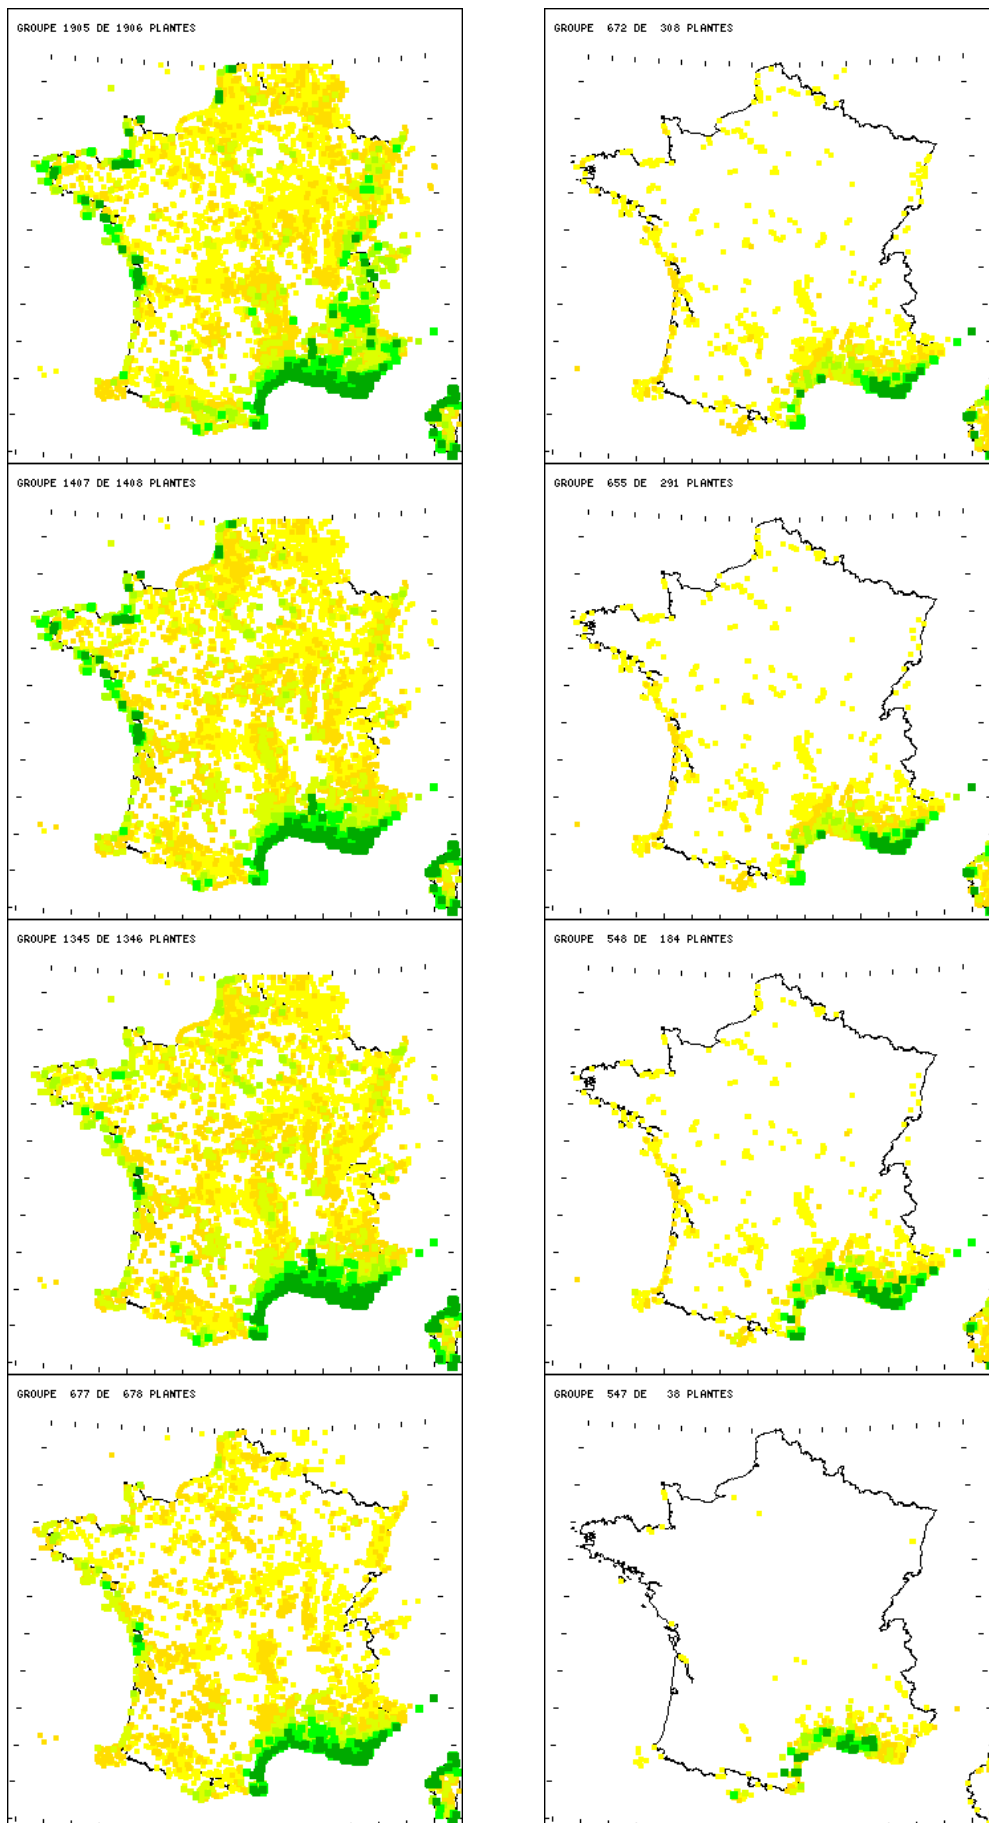 GROUPE 1905 DE 1906 PLANTES
GROUPE 672 DE 308 PLANTES
GROUPE 1407 DE 1408 PLANTES
GROUPE 655 DE 291 PLANTES
GROUPE 1345 DE 1346 PLANTES
GROUPE 548 DE 184 PLANTES
GROUPE 677 DE 678 PLANTES
GROUPE 547 DE 38 PLANTES